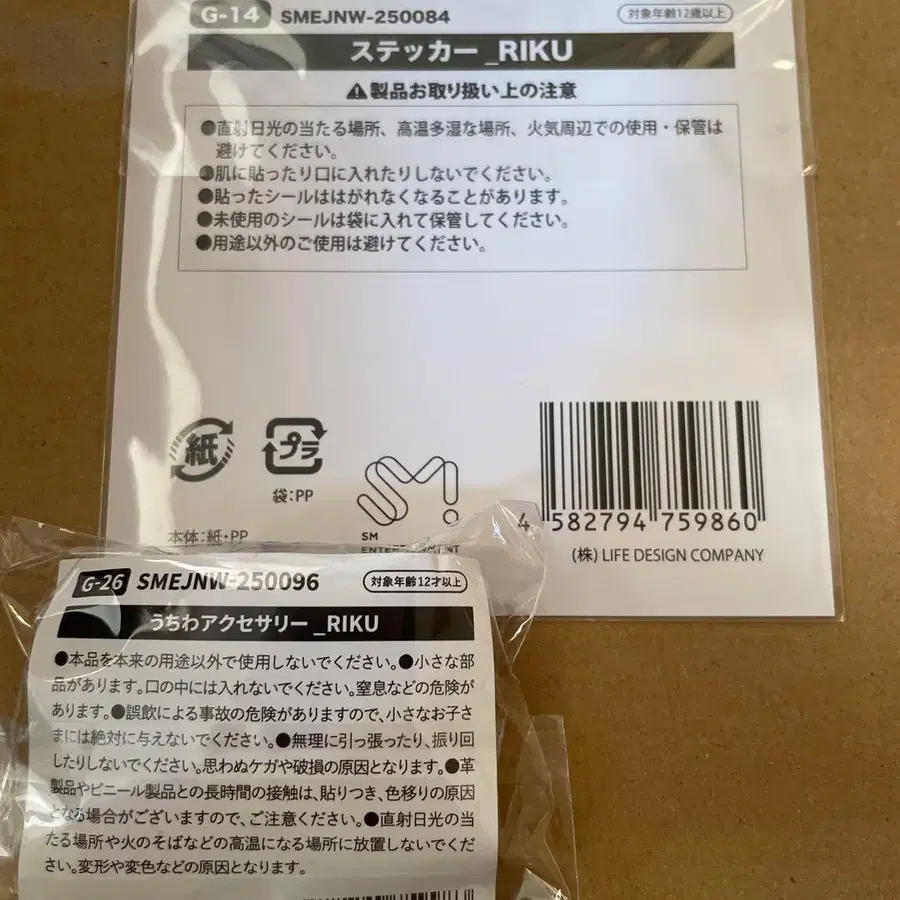 G-14 SMEJNW-250084 対象年齢12歳以上
ステッカー _RIKU
⚠製品お取り扱い上の注意
●直射日光の当たる場所、高温多湿な場所、火気周辺での使用・保管は
避けてください。
●肌に貼ったり口に入れたりしないでください。
●貼ったシールははがれなくなることがあります。
●未使用のシールは袋に入れて保管してください。
●用途以外のご使用は避けてください。
紙 プラ
袋:PP
本体:紙・PP
SM
ENTERTAINMENT
4 582794 759860
(株) LIFE DESIGN COMPANY
G-26 SMEJNW-250096 対象年齢12才以上
うちわアクセサリー _RIKU
●本品を本来の用途以外で使用しないでください。●小さな部
品があります。口の中には入れないでください。窒息などの危険が
あります。●誤飲による事故の危険がありますので、小さなお子さ
まには絶対に与えないでください。●無理に引っ張ったり、振り回
したりしないでください。思わぬケガや破損の原因となります。●革
製品やビニール製品との長時間の接触は、貼りつき、色移りの原因
となる場合がございますので、ご注意ください。●直射日光の当
たる場所や火のそばなどの高温になる場所に放置しないでくだ
さい。変形や変色などの原因となります。